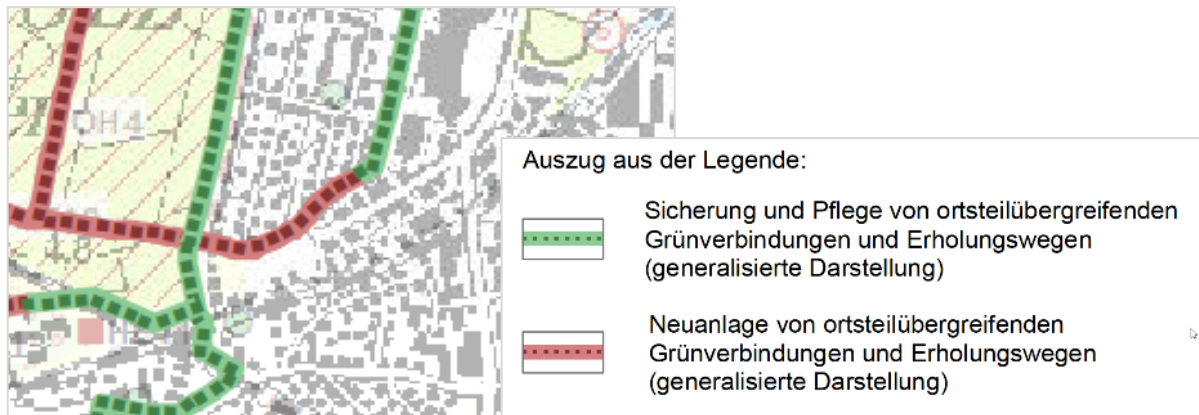 OH4
Auszug aus der Legende:
Sicherung und Pflege von ortsteilübergreifenden
Grünverbindungen und Erholungswegen
(generalisierte Darstellung)
Neuanlage von ortsteilübergreifenden
Grünverbindungen und Erholungswegen
(generalisierte Darstellung)